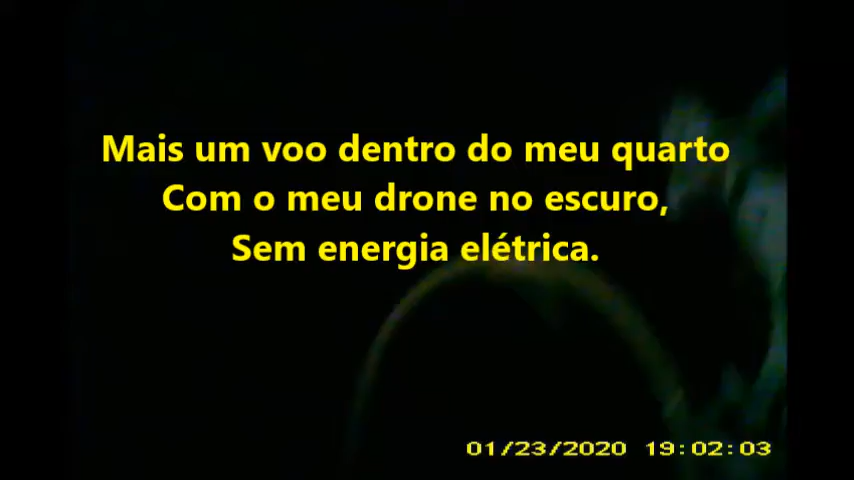 Mais um voo dentro do meu quarto
Com o meu drone no escuro,
Sem energia elétrica.
01/23/2020 19:02:03